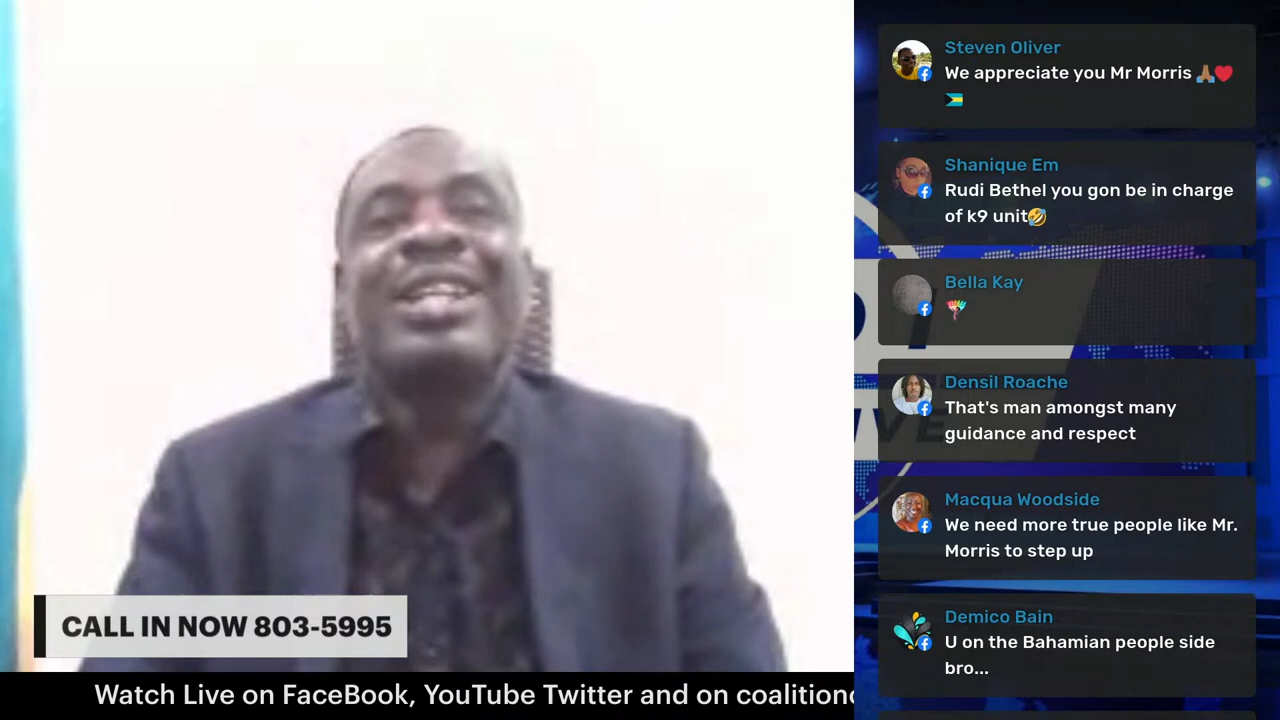 Steven Oliver
We appreciate you Mr Morris 🙏🏽❤️
🇧🇸
Shanique Em
Rudi Bethel you gon be in charge
of k9 unit🤣
Bella Kay
Densil Roache
That's man amongst many
guidance and respect
Macqua Woodside
We need more true people like Mr.
Morris to step up
Demico Bain
U on the Bahamian people side
bro...
CALL IN NOW 803-5995
Watch Live on FaceBook, YouTube Twitter and on coalition